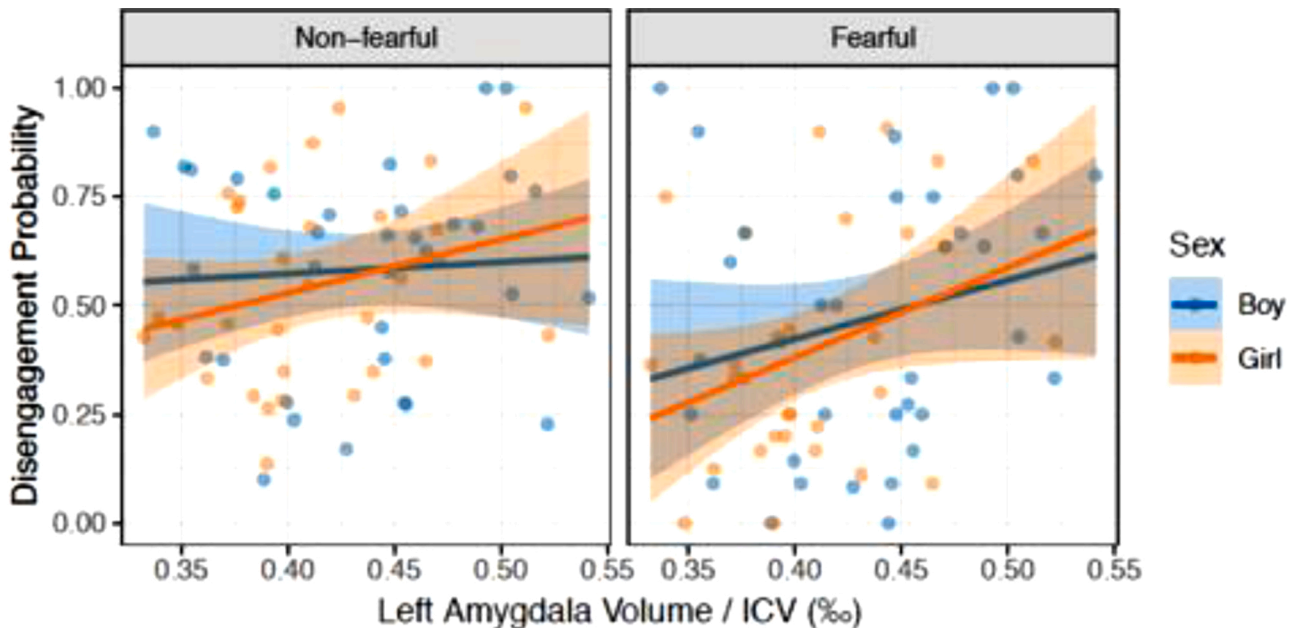 Non-fearful
Fearful
Disengagement Probability
1.00
0.75
0.50
0.25
0.00
0.35 0.40 0.45 0.50 0.55
0.35 0.40 0.45 0.50 0.55
Left Amygdala Volume / ICV (‰)
Sex
Boy
Girl